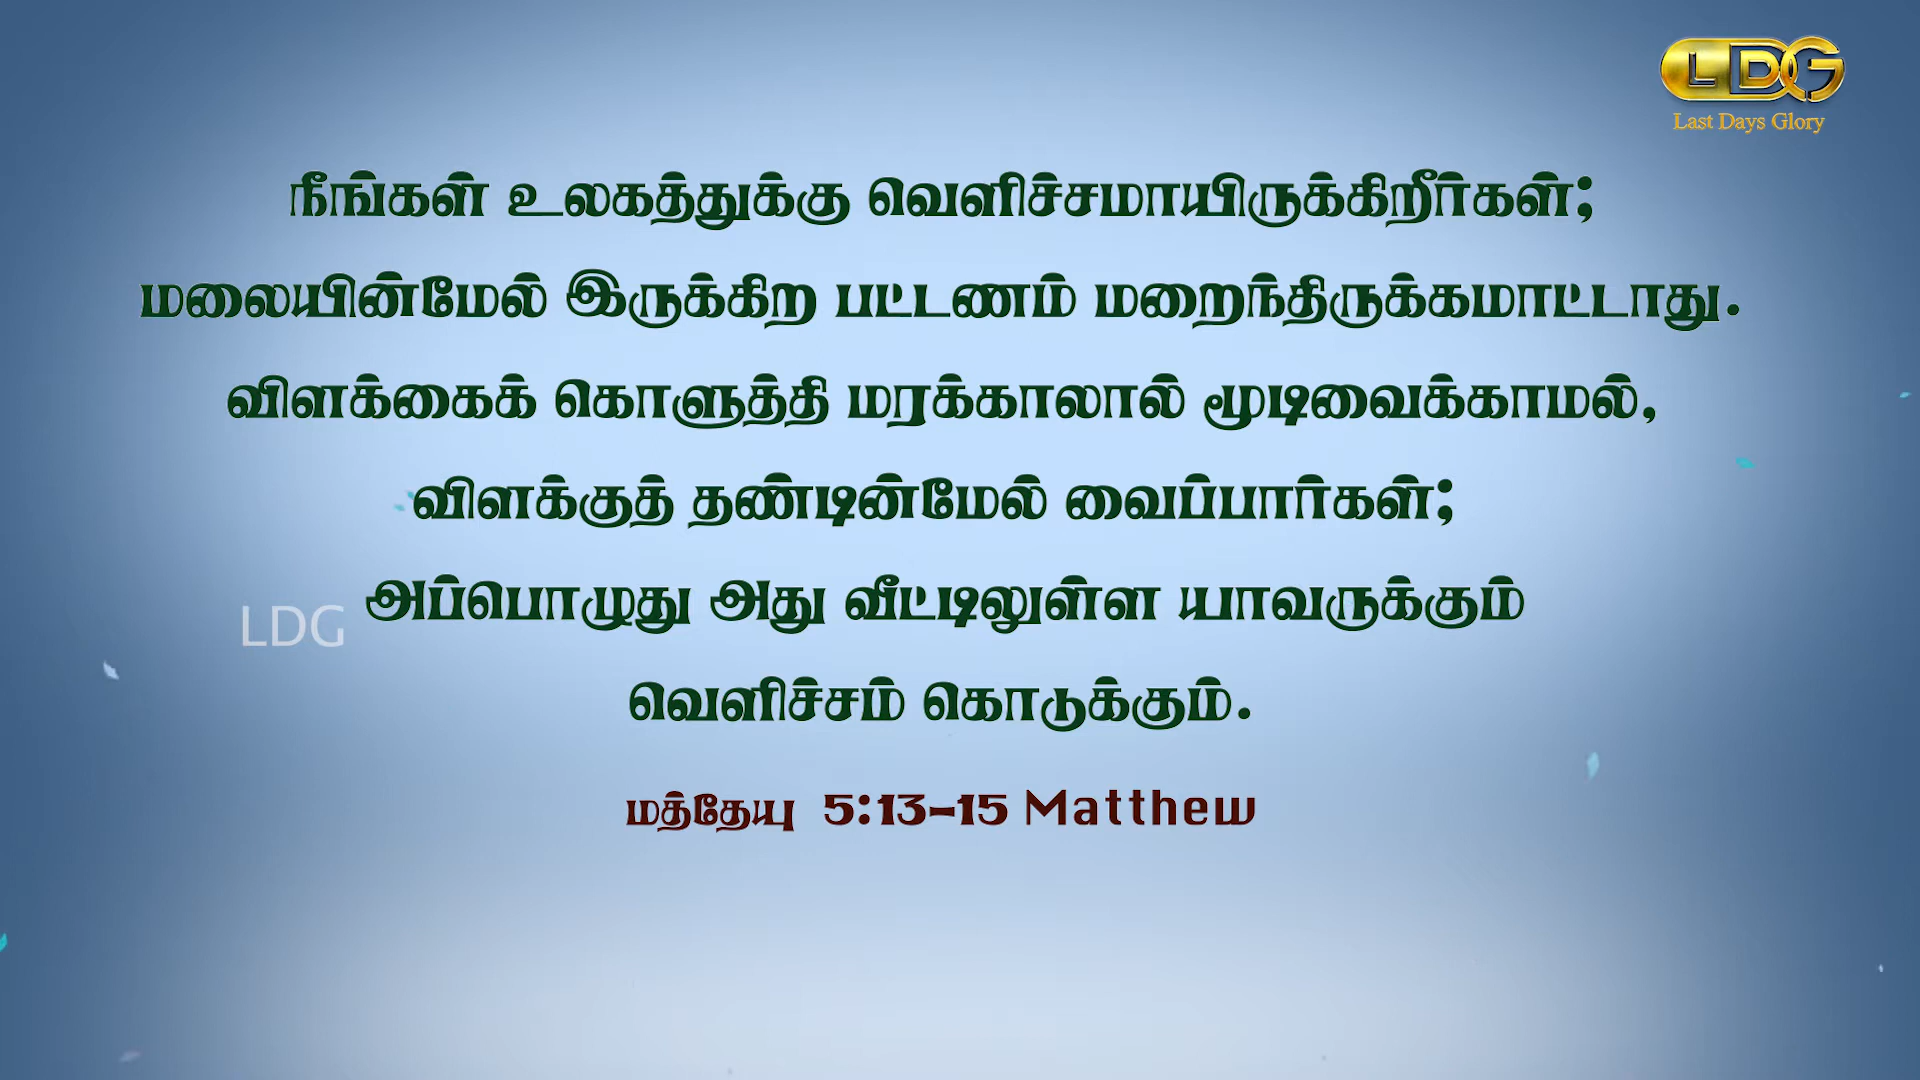 LDG
Last Days Glory
நீங்கள் உலகத்துக்கு வெளிச்சமாயிருக்கிறீர்கள்;
மலையின்மேல் இருக்கிற பட்டணம் மறைந்திருக்கமாட்டாது.
விளக்கைக் கொளுத்தி மரக்காலால் மூடிவைக்காமல்,
விளக்குத் தண்டின்மேல் வைப்பார்கள்;
அப்பொழுது அது வீட்டிலுள்ள யாவருக்கும்
LDG
வெளிச்சம் கொடுக்கும்.
மத்தேயு 5:13-15 Matthew